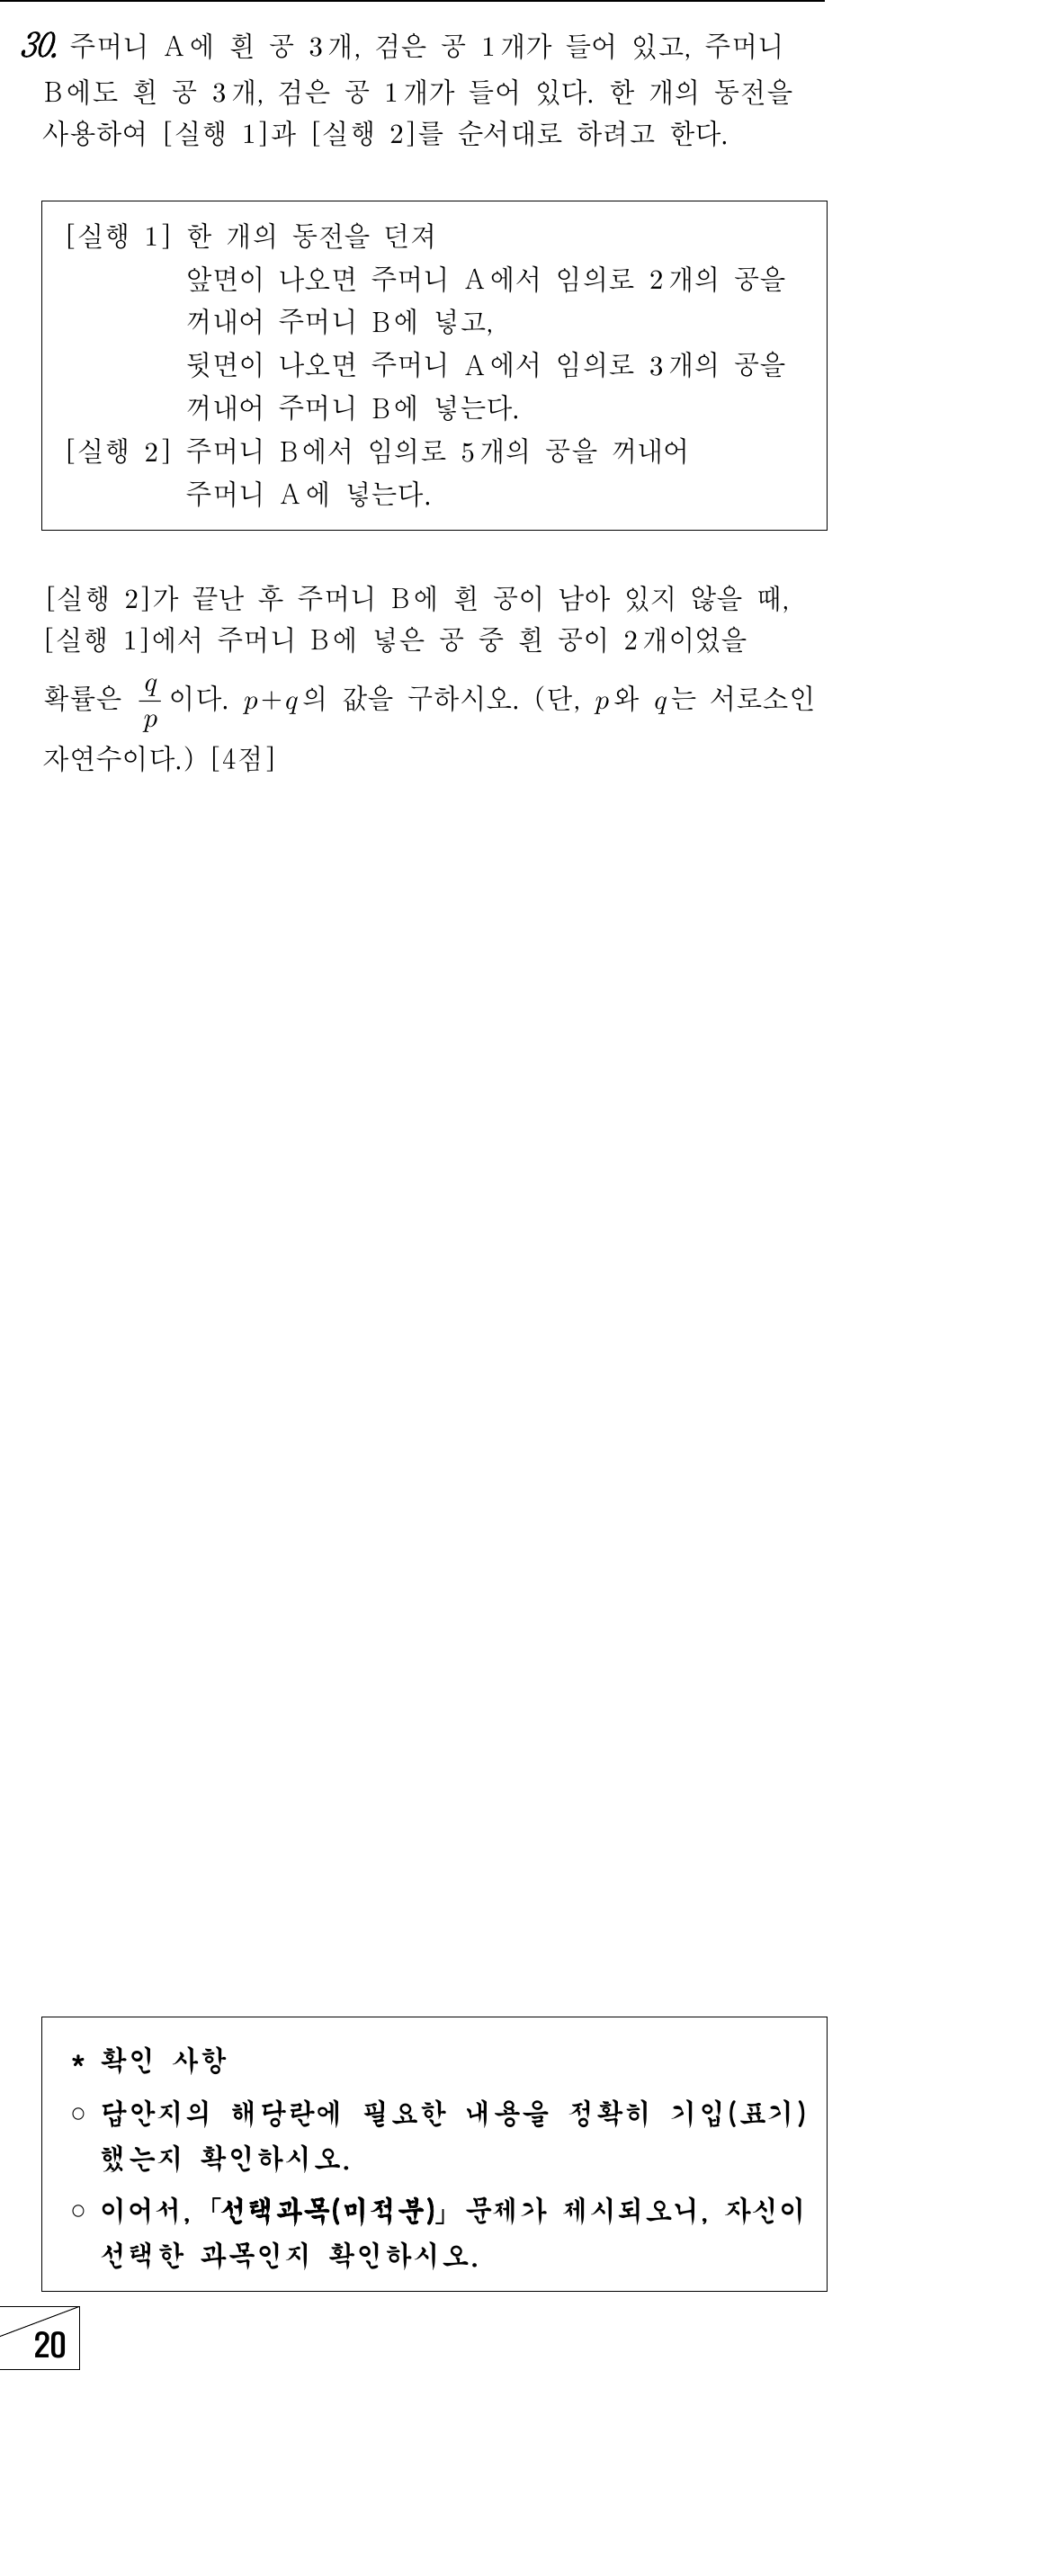 30. 주머니 A에 흰 공 3개, 검은 공 1개가 들어 있고, 주머니
B에도 흰 공 3개, 검은 공 1개가 들어 있다. 한 개의 동전을
사용하여 [실행 1]과 [실행 2]를 순서대로 하려고 한다.
[실행 1] 한 개의 동전을 던져
앞면이 나오면 주머니 A에서 임의로 2개의 공을
꺼내어 주머니 B에 넣고,
뒷면이 나오면 주머니 A에서 임의로 3개의 공을
꺼내어 주머니 B에 넣는다.
[실행 2] 주머니 B에서 임의로 5개의 공을 꺼내어
주머니 A에 넣는다.
[실행 2]가 끝난 후 주머니 B에 흰 공이 남아 있지 않을 때,
[실행 1]에서 주머니 B에 넣은 공 중 흰 공이 2개이었을
확률은 q/p이다. p+q의 값을 구하시오. (단, p와 q는 서로소인
자연수이다.) [4점]
* 확인 사항
○ 답안지의 해당란에 필요한 내용을 정확히 기입(표기)
했는지 확인하시오.
○ 이어서, 「선택과목(미적분)」 문제가 제시되오니, 자신이
선택한 과목인지 확인하시오.
20